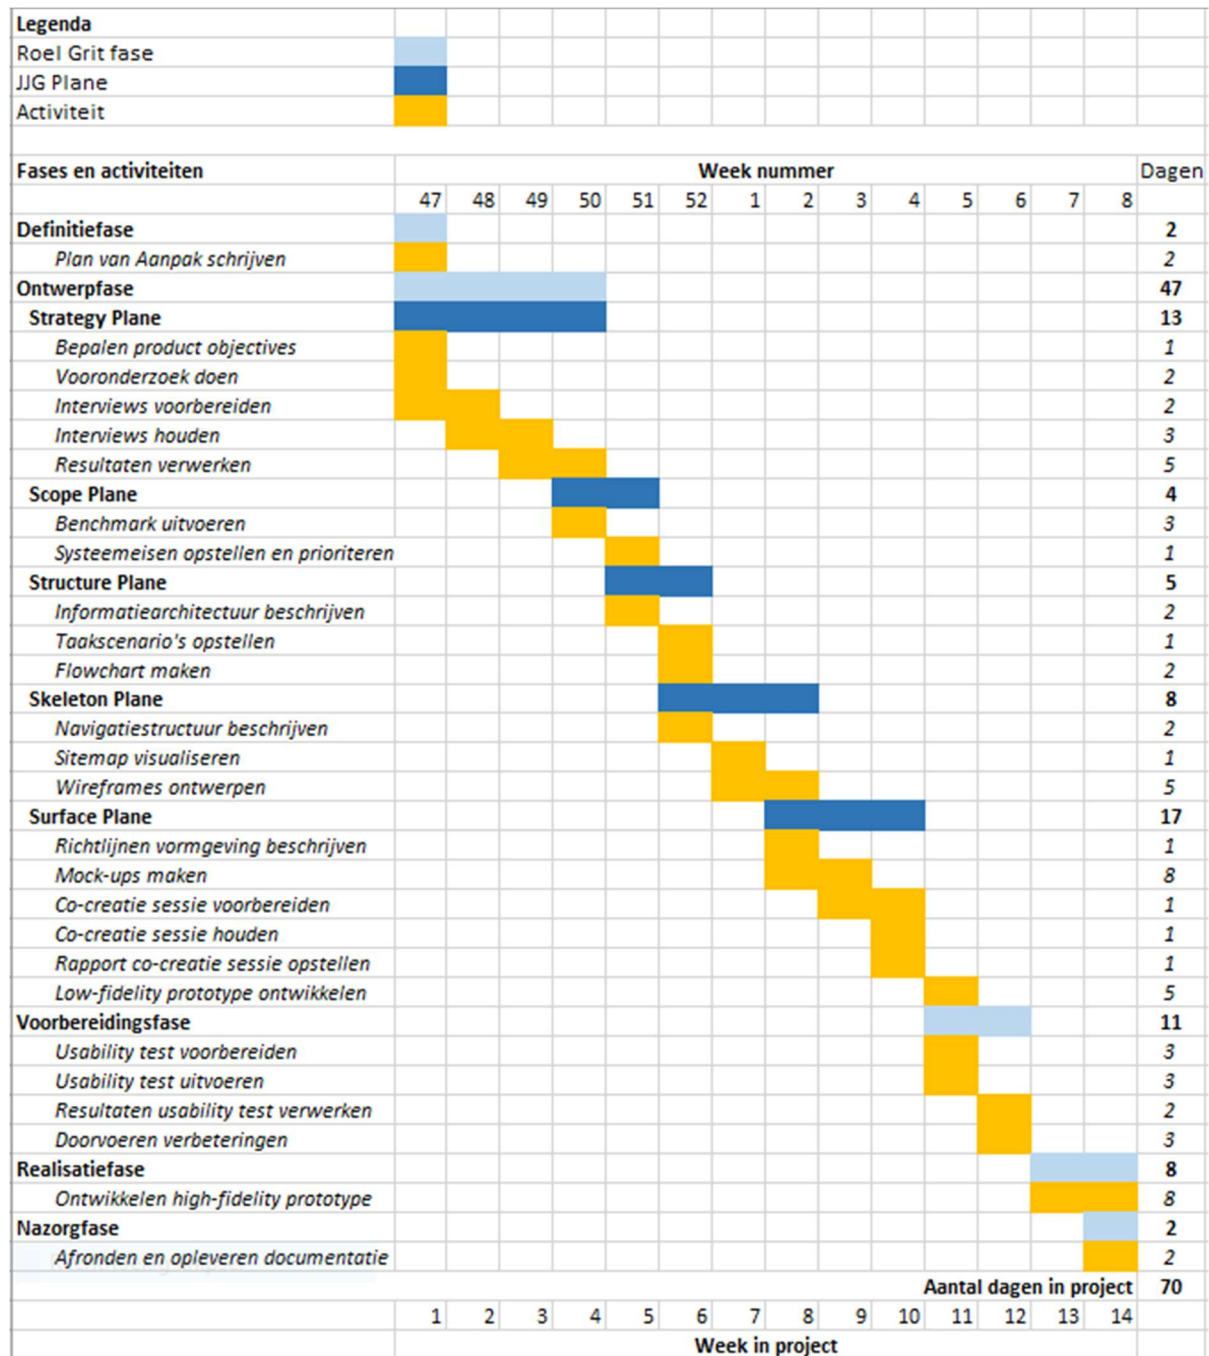 Legenda
Roel Grit fase
JJG Plane
Activiteit
Fases en activiteiten Week nummer Dagen
47 48 49 50 51 52 1 2 3 4 5 6 7 8
Definitiefase 2
Plan van Aanpak schrijven 2
Ontwerpfase 47
Strategy Plane 13
Bepalen product objectives 1
Vooronderzoek doen 2
Interviews voorbereiden 2
Interviews houden 3
Resultaten verwerken 5
Scope Plane 4
Benchmark uitvoeren 3
Systeemeisen opstellen en prioriteren 1
Structure Plane 5
Informatiearchitectuur beschrijven 2
Taakscenario's opstellen 1
Flowchart maken 2
Skeleton Plane 8
Navigatiestructuur beschrijven 2
Sitemap visualiseren 1
Wireframes ontwerpen 5
Surface Plane 17
Richtlijnen vormgeving beschrijven 1
Mock-ups maken 8
Co-creatie sessie voorbereiden 1
Co-creatie sessie houden 1
Rapport co-creatie sessie opstellen 1
Low-fidelity prototype ontwikkelen 5
Voorbereidingsfase 11
Usability test voorbereiden 3
Usability test uitvoeren 3
Resultaten usability test verwerken 2
Doorvoeren verbeteringen 3
Realisatiefase 8
Ontwikkelen high-fidelity prototype 8
Nazorgfase 2
Afronden en opleveren documentatie 2
Aantal dagen in project 70
1 2 3 4 5 6 7 8 9 10 11 12 13 14
Week in project